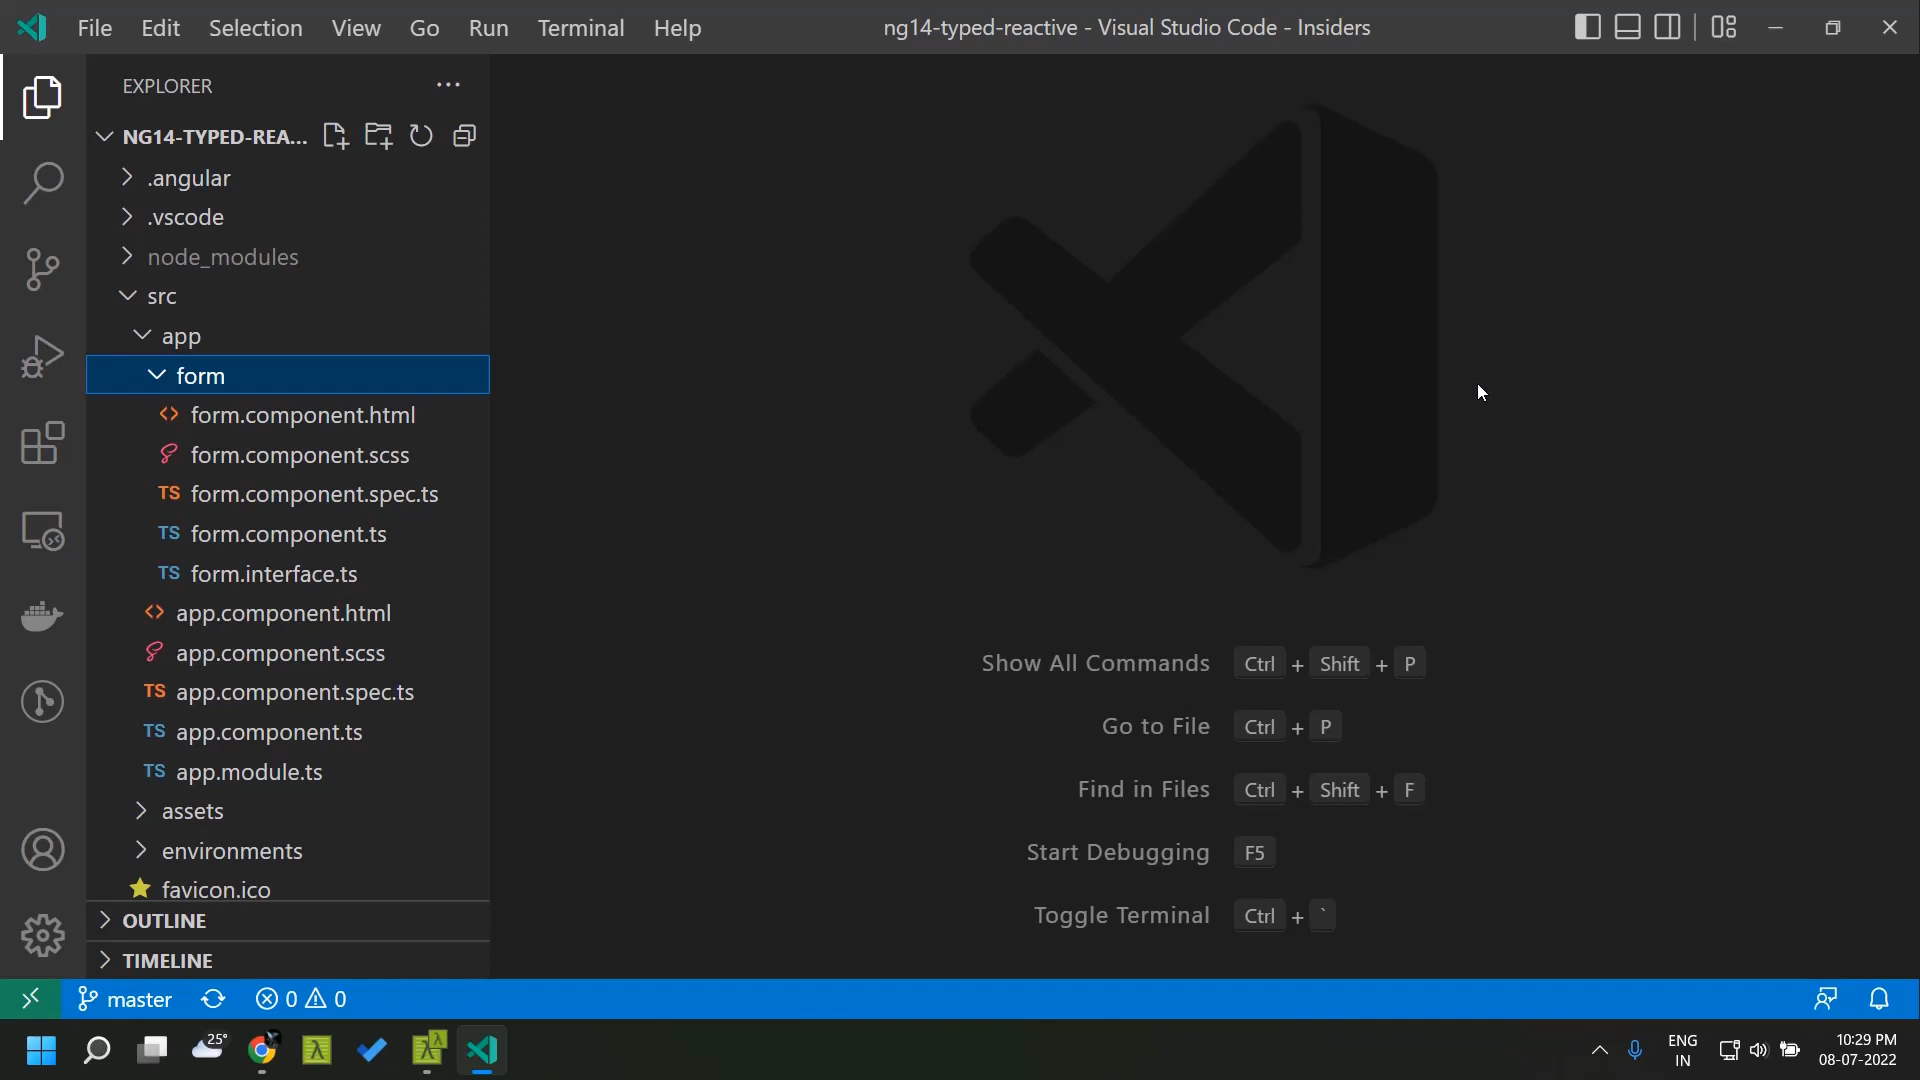 File Edit Selection View Go Run Terminal Help
ng14-typed-reactive - Visual Studio Code - Insiders
EXPLORER
NG14-TYPED-REA...
.angular
.vscode
node_modules
src
app
form
form.component.html
form.component.scss
TS form.component.spec.ts
TS form.component.ts
TS form.interface.ts
app.component.html
app.component.scss
TS app.component.spec.ts
TS app.component.ts
TS app.module.ts
assets
environments
favicon.ico
OUTLINE
TIMELINE
Show All Commands Ctrl + Shift + P
Go to File Ctrl + P
Find in Files Ctrl + Shift + F
Start Debugging F5
Toggle Terminal Ctrl + `
master 0 0
25°
ENG
IN
10:29 PM
08-07-2022